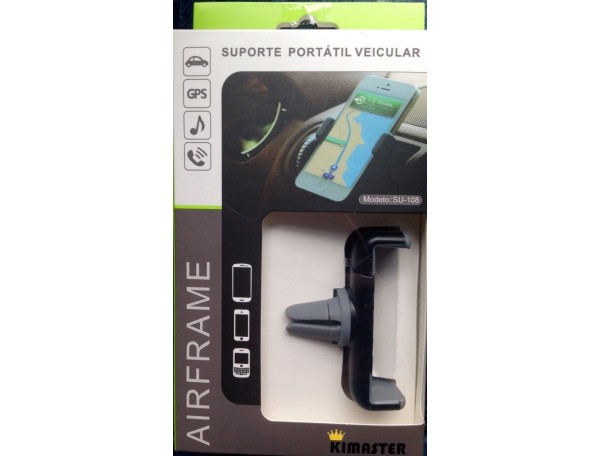 SUPORTE PORTÁTIL VEICULAR
GPS
Modelo:SU-108
AIRFRAME
KIMASTER